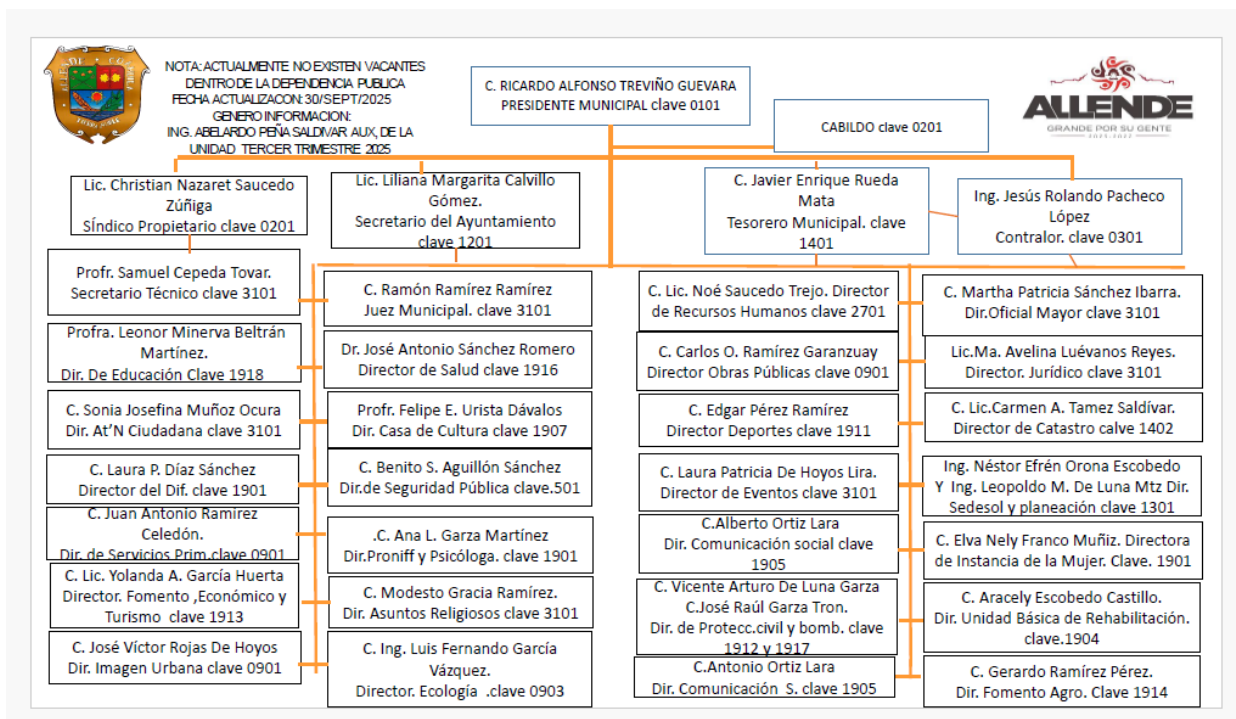 NOTA: ACTUALMENTE NO EXISTEN VACANTES
DENTRO DE LA DEPENDENCIA PUBLICA
FECHA ACTUALIZACON: 30/SEPT/2025
GENERO INFORMACION:
ING. ABELARDO PEÑA SALDIVAR AUX, DE LA
UNIDAD TERCER TRIMESTRE 2025
C. RICARDO ALFONSO TREVIÑO GUEVARA
PRESIDENTE MUNICIPAL clave 0101
CABILDO clave 0201
ALLENDE
GRANDE POR SU GENTE
Lic. Christian Nazaret Saucedo
Zúñiga
SÍndico Propietario clave 0201
Lic. Liliana Margarita Calvillo
Gómez.
Secretario del Ayuntamiento
clave 1201
C. Javier Enrique Rueda
Mata
Tesorero Municipal. clave
1401
Ing. Jesús Rolando Pacheco
López
Contralor. clave 0301
Profr. Samuel Cepeda Tovar.
Secretario Técnico clave 3101
C. Ramón Ramírez Ramírez
Juez Municipal. clave 3101
C. Lic. Noé Saucedo Trejo. Director
de Recursos Humanos clave 2701
C. Martha Patricia Sánchez Ibarra.
Dir.Oficial Mayor clave 3101
Profra. Leonor Minerva Beltrán
Martínez.
Dir. De Educación Clave 1918
Dr. José Antonio Sánchez Romero
Director de Salud clave 1916
C. Carlos O. Ramírez Garanzuay
Director Obras Públicas clave 0901
Lic.Ma. Avelina Luévanos Reyes.
Director. Jurídico clave 3101
C. Sonia Josefina Muñoz Ocura
Dir. At’N Ciudadana clave 3101
Profr. Felipe E. Urista Dávalos
Dir. Casa de Cultura clave 1907
C. Edgar Pérez Ramírez
Director Deportes clave 1911
C. Lic.Carmen A. Tamez Saldívar.
Director de Catastro calve 1402
C. Laura P. Díaz Sánchez
Director del Dif. clave 1901
C. Benito S. Aguillón Sánchez
Dir.de Seguridad Pública clave.501
C. Laura Patricia De Hoyos Lira.
Director de Eventos clave 3101
Ing. Néstor Efrén Orona Escobedo
Y Ing. Leopoldo M. De Luna Mtz Dir.
Sedesol y planeación clave 1301
C. Juan Antonio Ramirez
Celedón.
Dir. de Servicios Prim.clave 0901
.C. Ana L. Garza Martínez
Dir.Proniff y Psicóloga. clave 1901
C.Alberto Ortiz Lara
Dir. Comunicación social clave
1905
C. Elva Nely Franco Muñiz. Directora
de Instancia de la Mujer. Clave. 1901
C. Lic. Yolanda A. García Huerta
Director. Fomento ,Económico y
Turismo clave 1913
C. Modesto Gracia Ramírez.
Dir. Asuntos Religiosos clave 3101
C. Vicente Arturo De Luna Garza
C.José Raúl Garza Tron.
Dir. de Protecc.civil y bomb. clave
1912 y 1917
C. Aracely Escobedo Castillo.
Dir. Unidad Básica de Rehabilitación.
clave.1904
C. José Víctor Rojas De Hoyos
Dir. Imagen Urbana clave 0901
C. Ing. Luis Fernando García
Vázquez.
Director. Ecología .clave 0903
C.Antonio Ortiz Lara
Dir. Comunicación S. clave 1905
C. Gerardo Ramírez Pérez.
Dir. Fomento Agro. Clave 1914